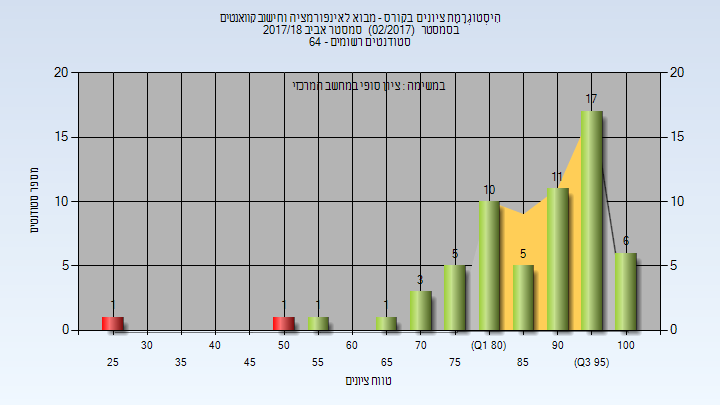 היסטוגרמת ציונים בקורס - מבוא לאינפורמציה וחישוב קוואנטים
בסמסטר (02/2017) סמסטר אביב 2017/18
סטודנטים רשומים - 64
במשימה : ציון סופי במחשב המרכזי
20 20
17
15 15
11
10 10 10
מספר סטודנטים
6
5 5 5 5
3
1 1 1 1
0 0
30 40 50 60 70 (Q1 80) 90 100
25 35 45 55 65 75 85 (Q3 95)
טווח ציונים